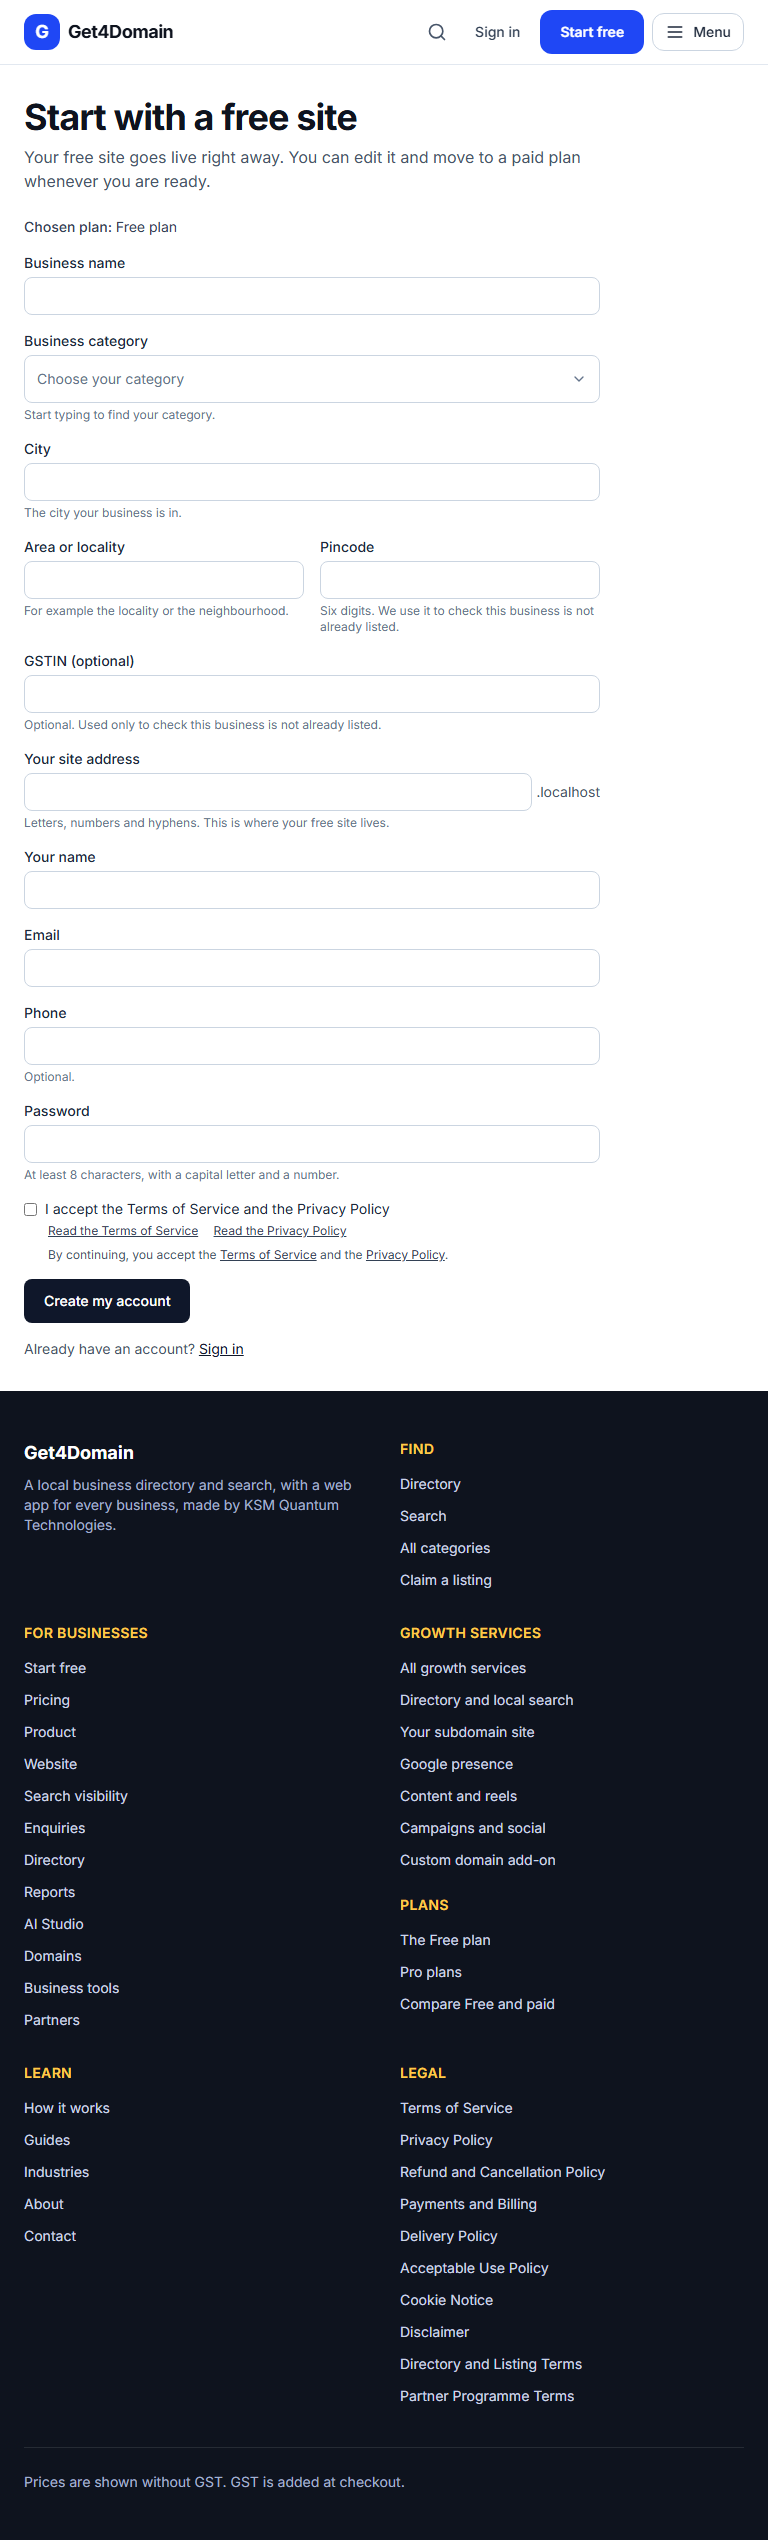 G Get4Domain
Sign in
Start free
Menu
Start with a free site
Your free site goes live right away. You can edit it and move to a paid plan
whenever you are ready.
Chosen plan: Free plan
Business name
Business category
Choose your category
Start typing to find your category.
City
The city your business is in.
Area or locality
For example the locality or the neighbourhood.
Pincode
Six digits. We use it to check this business is not
already listed.
GSTIN (optional)
Optional. Used only to check this business is not already listed.
Your site address
.localhost
Letters, numbers and hyphens. This is where your free site lives.
Your name
Email
Phone
Optional.
Password
At least 8 characters, with a capital letter and a number.
I accept the Terms of Service and the Privacy Policy
Read the Terms of Service Read the Privacy Policy
By continuing, you accept the Terms of Service and the Privacy Policy.
Create my account
Already have an account? Sign in
Get4Domain
A local business directory and search, with a web
app for every business, made by KSM Quantum
Technologies.
FIND
Directory
Search
All categories
Claim a listing
FOR BUSINESSES
Start free
Pricing
Product
Website
Search visibility
Enquiries
Directory
Reports
AI Studio
Domains
Business tools
Partners
GROWTH SERVICES
All growth services
Directory and local search
Your subdomain site
Google presence
Content and reels
Campaigns and social
Custom domain add-on
PLANS
The Free plan
Pro plans
Compare Free and paid
LEARN
How it works
Guides
Industries
About
Contact
LEGAL
Terms of Service
Privacy Policy
Refund and Cancellation Policy
Payments and Billing
Delivery Policy
Acceptable Use Policy
Cookie Notice
Disclaimer
Directory and Listing Terms
Partner Programme Terms
Prices are shown without GST. GST is added at checkout.